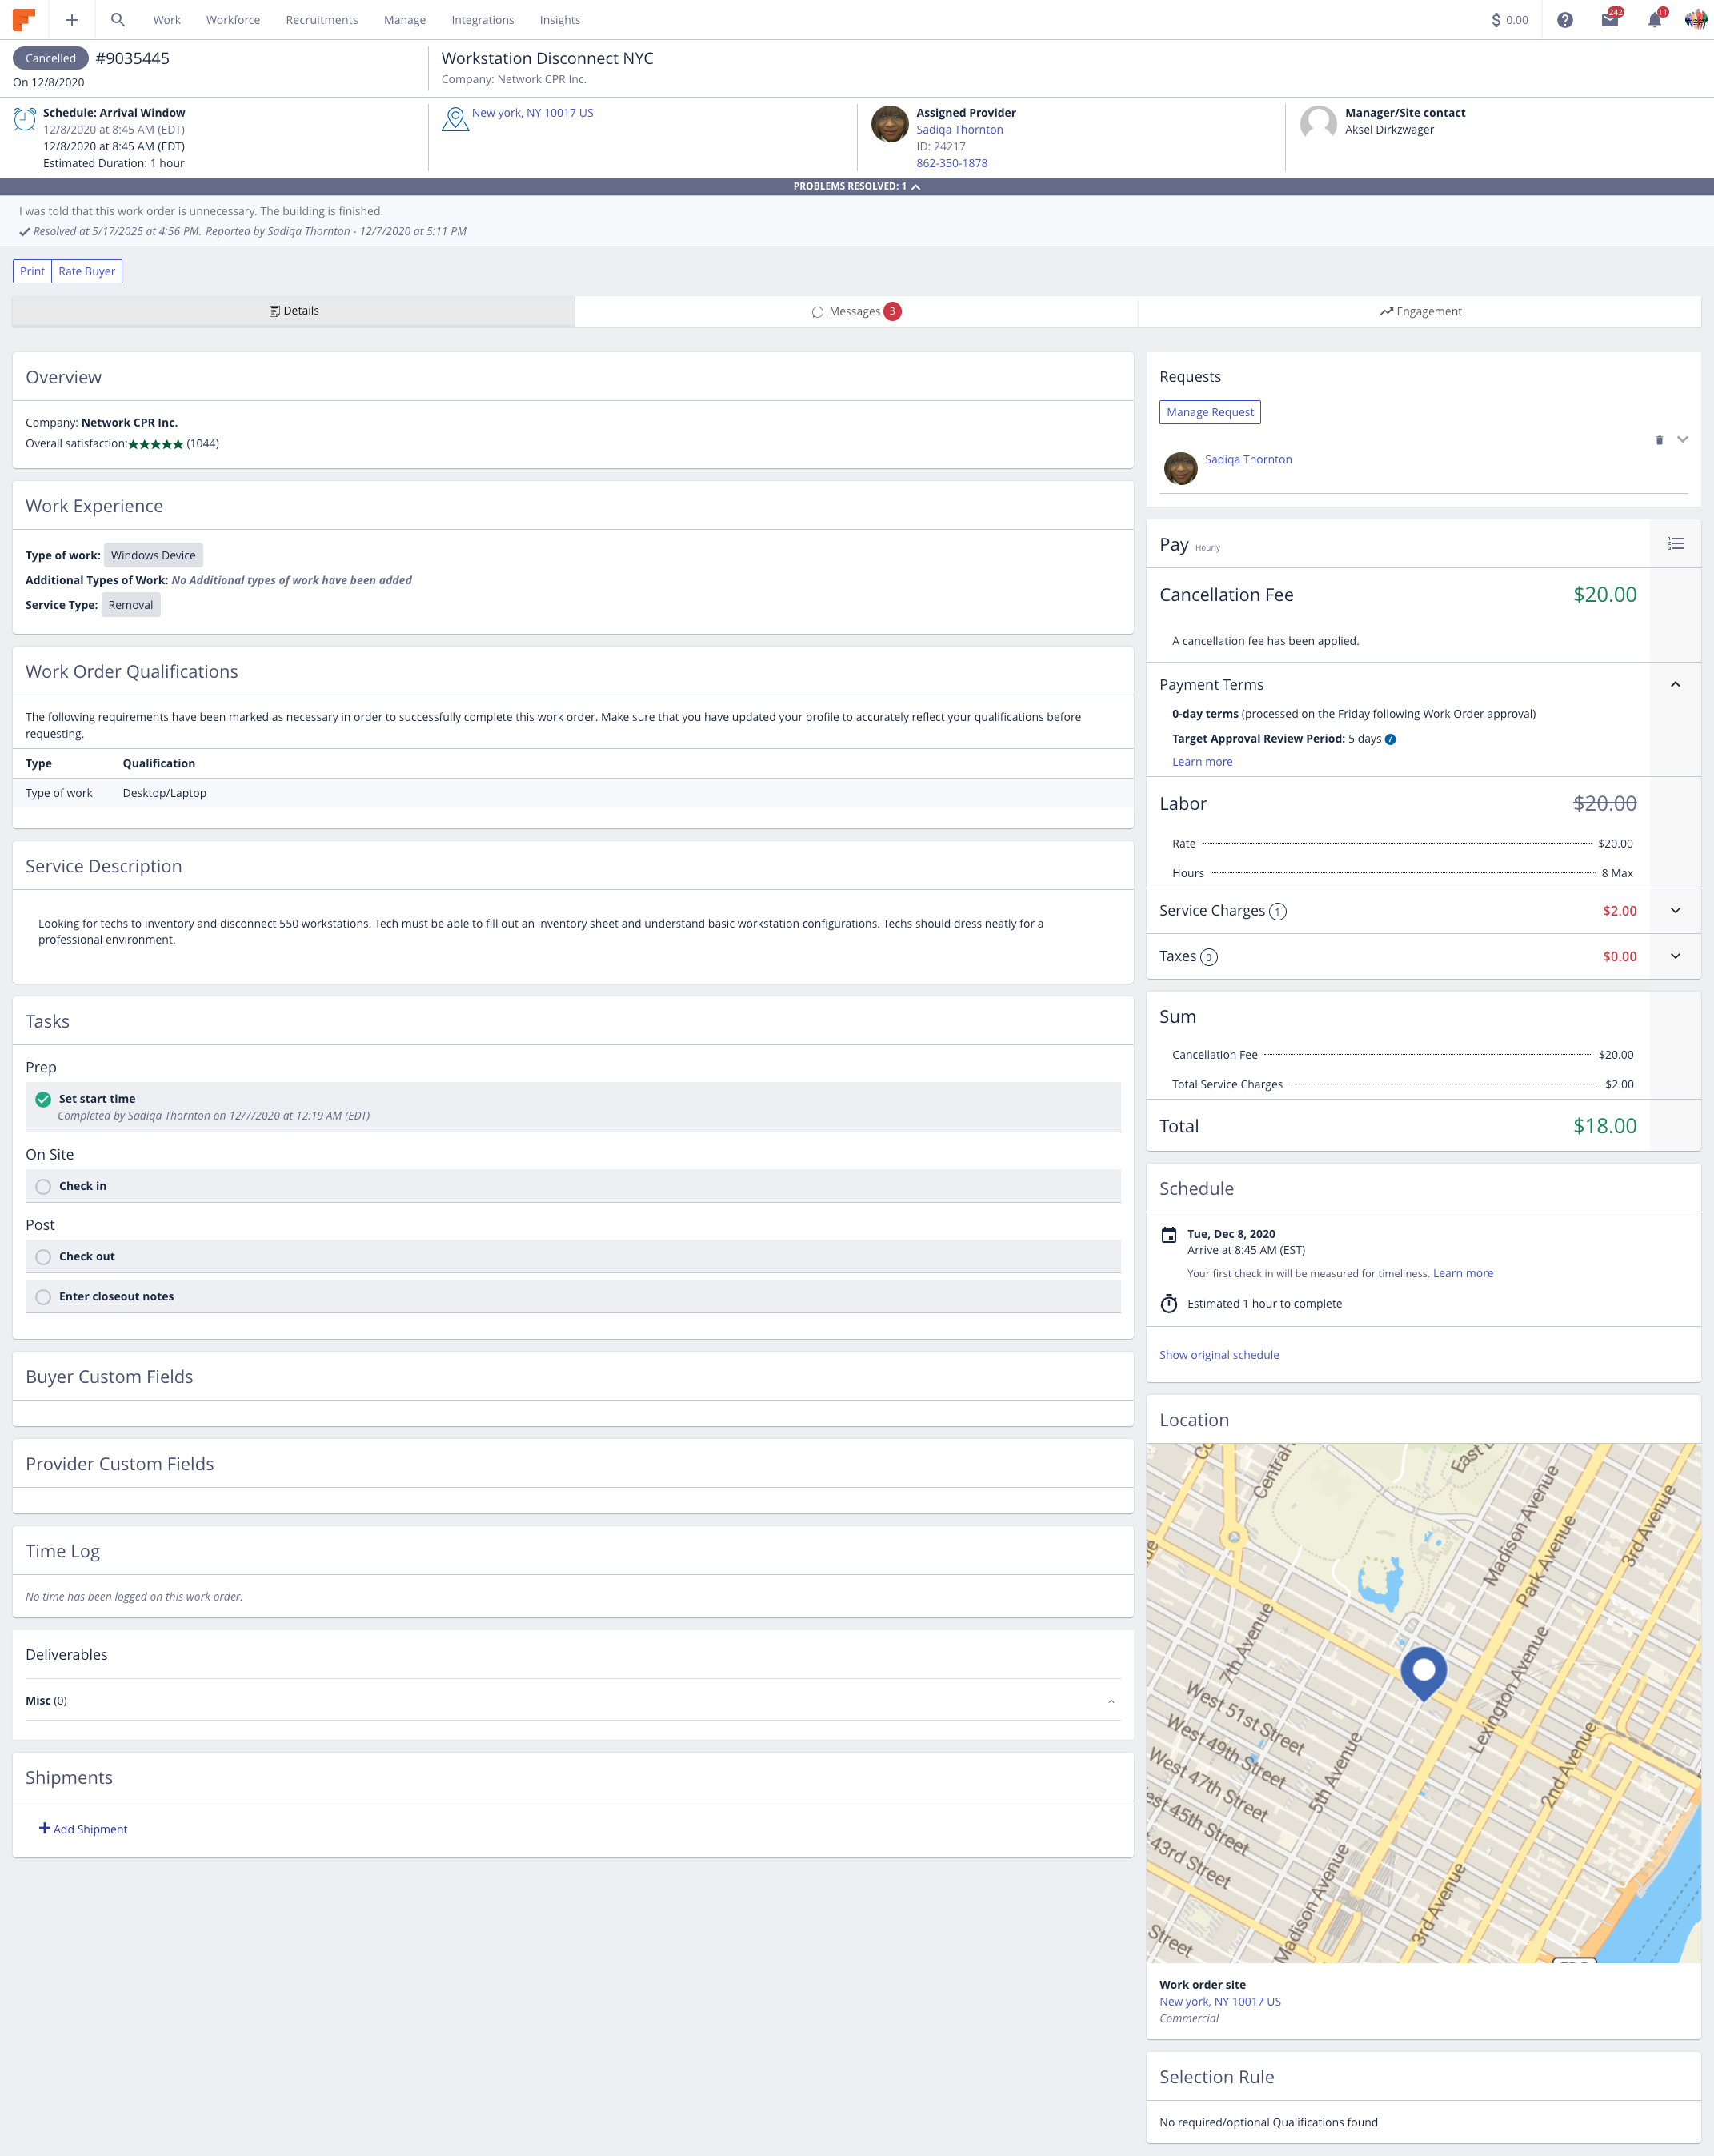 Work Workforce Recruitments Manage Integrations Insights $ 0.00 242 11
Cancelled #9035445
On 12/8/2020
Workstation Disconnect NYC
Company: Network CPR Inc.
Schedule: Arrival Window
12/8/2020 at 8:45 AM (EDT)
12/8/2020 at 8:45 AM (EDT)
Estimated Duration: 1 hour
New york, NY 10017 US
Assigned Provider
Sadiqa Thornton
ID: 24217
862-350-1878
Manager/Site contact
Aksel Dirkzwager
PROBLEMS RESOLVED: 1
I was told that this work order is unnecessary. The building is finished.
Resolved at 5/17/2025 at 4:56 PM. Reported by Sadiqa Thornton - 12/7/2020 at 5:11 PM
Print Rate Buyer
Details Messages 3 Engagement
Overview
Company: Network CPR Inc.
Overall satisfaction:★★★★★ (1044)
Work Experience
Type of work: Windows Device
Additional Types of Work: No Additional types of work have been added
Service Type: Removal
Work Order Qualifications
The following requirements have been marked as necessary in order to successfully complete this work order. Make sure that you have updated your profile to accurately reflect your qualifications before
requesting.
Type Qualification
Type of work Desktop/Laptop
Service Description
Looking for techs to inventory and disconnect 550 workstations. Tech must be able to fill out an inventory sheet and understand basic workstation configurations. Techs should dress neatly for a
professional environment.
Tasks
Prep
Set start time
Completed by Sadiqa Thornton on 12/7/2020 at 12:19 AM (EDT)
On Site
Check in
Post
Check out
Enter closeout notes
Buyer Custom Fields
Provider Custom Fields
Time Log
No time has been logged on this work order.
Deliverables
Misc (0)
Shipments
Add Shipment
Requests
Manage Request
Sadiqa Thornton
Pay Hourly
Cancellation Fee $20.00
A cancellation fee has been applied.
Payment Terms
0-day terms (processed on the Friday following Work Order approval)
Target Approval Review Period: 5 days
Learn more
Labor $20.00
Rate $20.00
Hours 8 Max
Service Charges 1 $2.00
Taxes 0 $0.00
Sum
Cancellation Fee $20.00
Total Service Charges $2.00
Total $18.00
Schedule
Tue, Dec 8, 2020
Arrive at 8:45 AM (EST)
Your first check in will be measured for timeliness. Learn more
Estimated 1 hour to complete
Show original schedule
Location
Central
East
Madison Avenue
Park Avenue
3rd Avenue
7th Avenue
Lexington Avenue
West 51st Street
West 49th Street
West 47th Street
est 45th Street
43rd Street
5th Avenue
2nd Avenue
Madison Avenue
3rd Avenue
Street
Work order site
New york, NY 10017 US
Commercial
Selection Rule
No required/optional Qualifications found